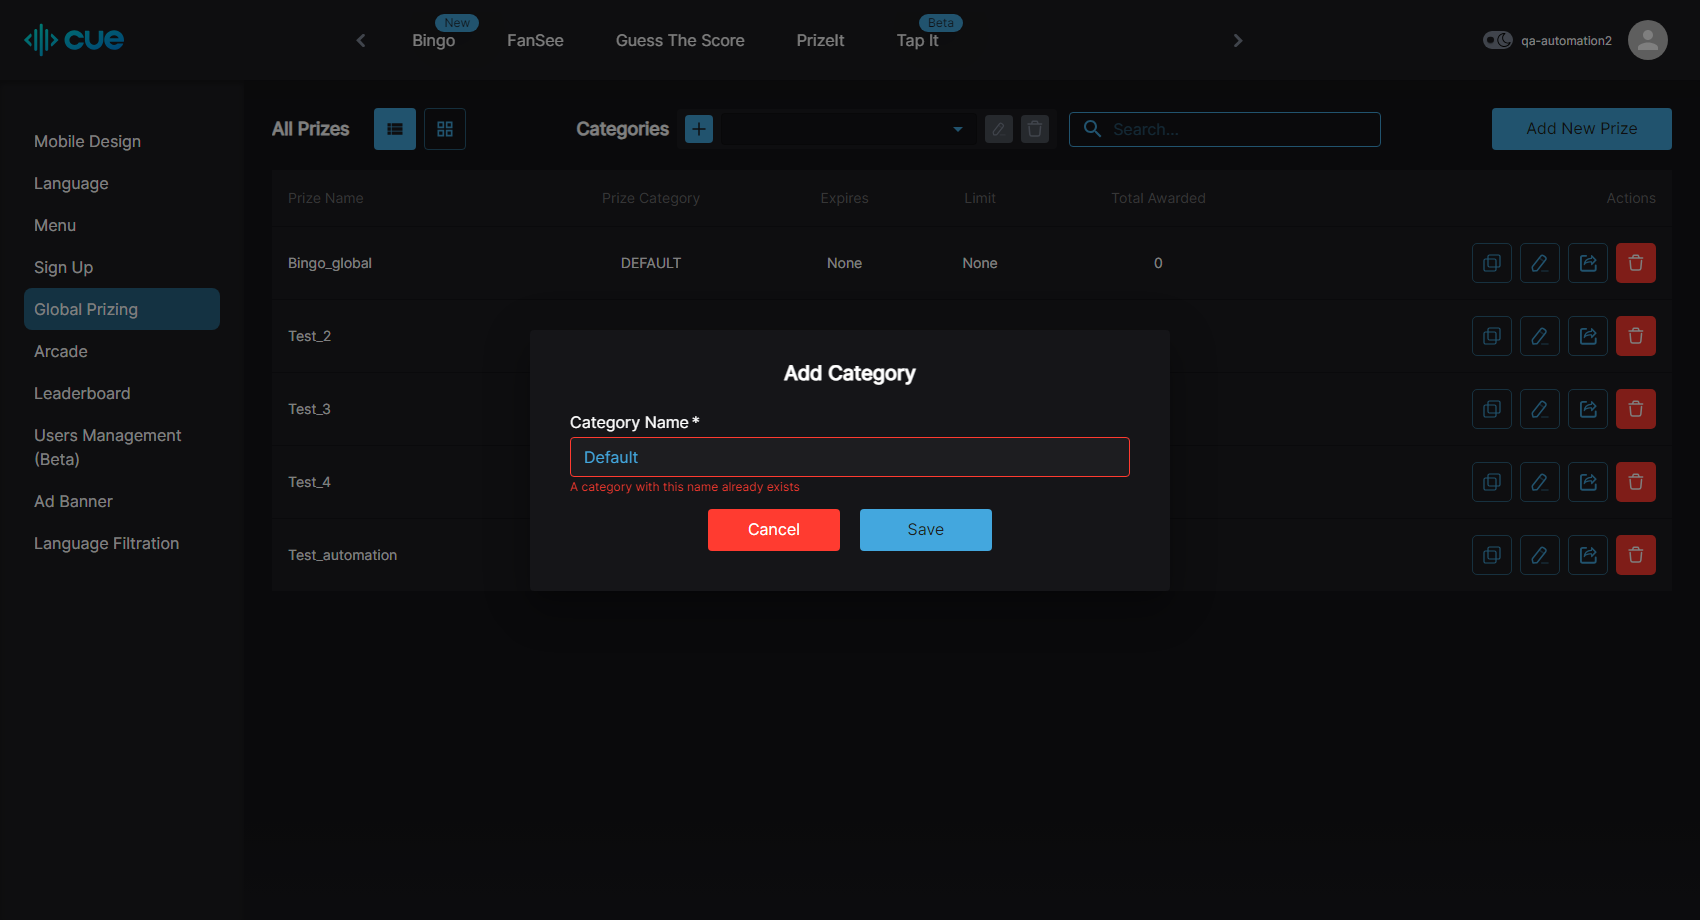 cue
New
Bingo
FanSee
Guess The Score
PrizeIt
Beta
Tap It
qa-automation2
Mobile Design
Language
Menu
Sign Up
Global Prizing
Arcade
Leaderboard
Users Management
(Beta)
Ad Banner
Language Filtration
All Prizes
Categories
Search...
Add New Prize
Prize Name Prize Category Expires Limit Total Awarded Actions
Bingo_global DEFAULT None None 0
Test_2
Test_3
Test_4
Test_automation
Add Category
Category Name *
Default
A category with this name already exists
Cancel
Save